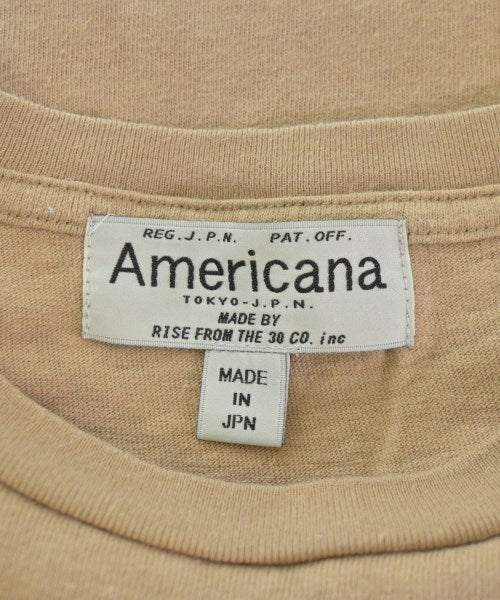 REG.J.P.N. PAT.OFF.
Americana
TOKYO-J.P.N.
MADE BY
RISE FROM THE 30 CO. inc
MADE
IN
JPN